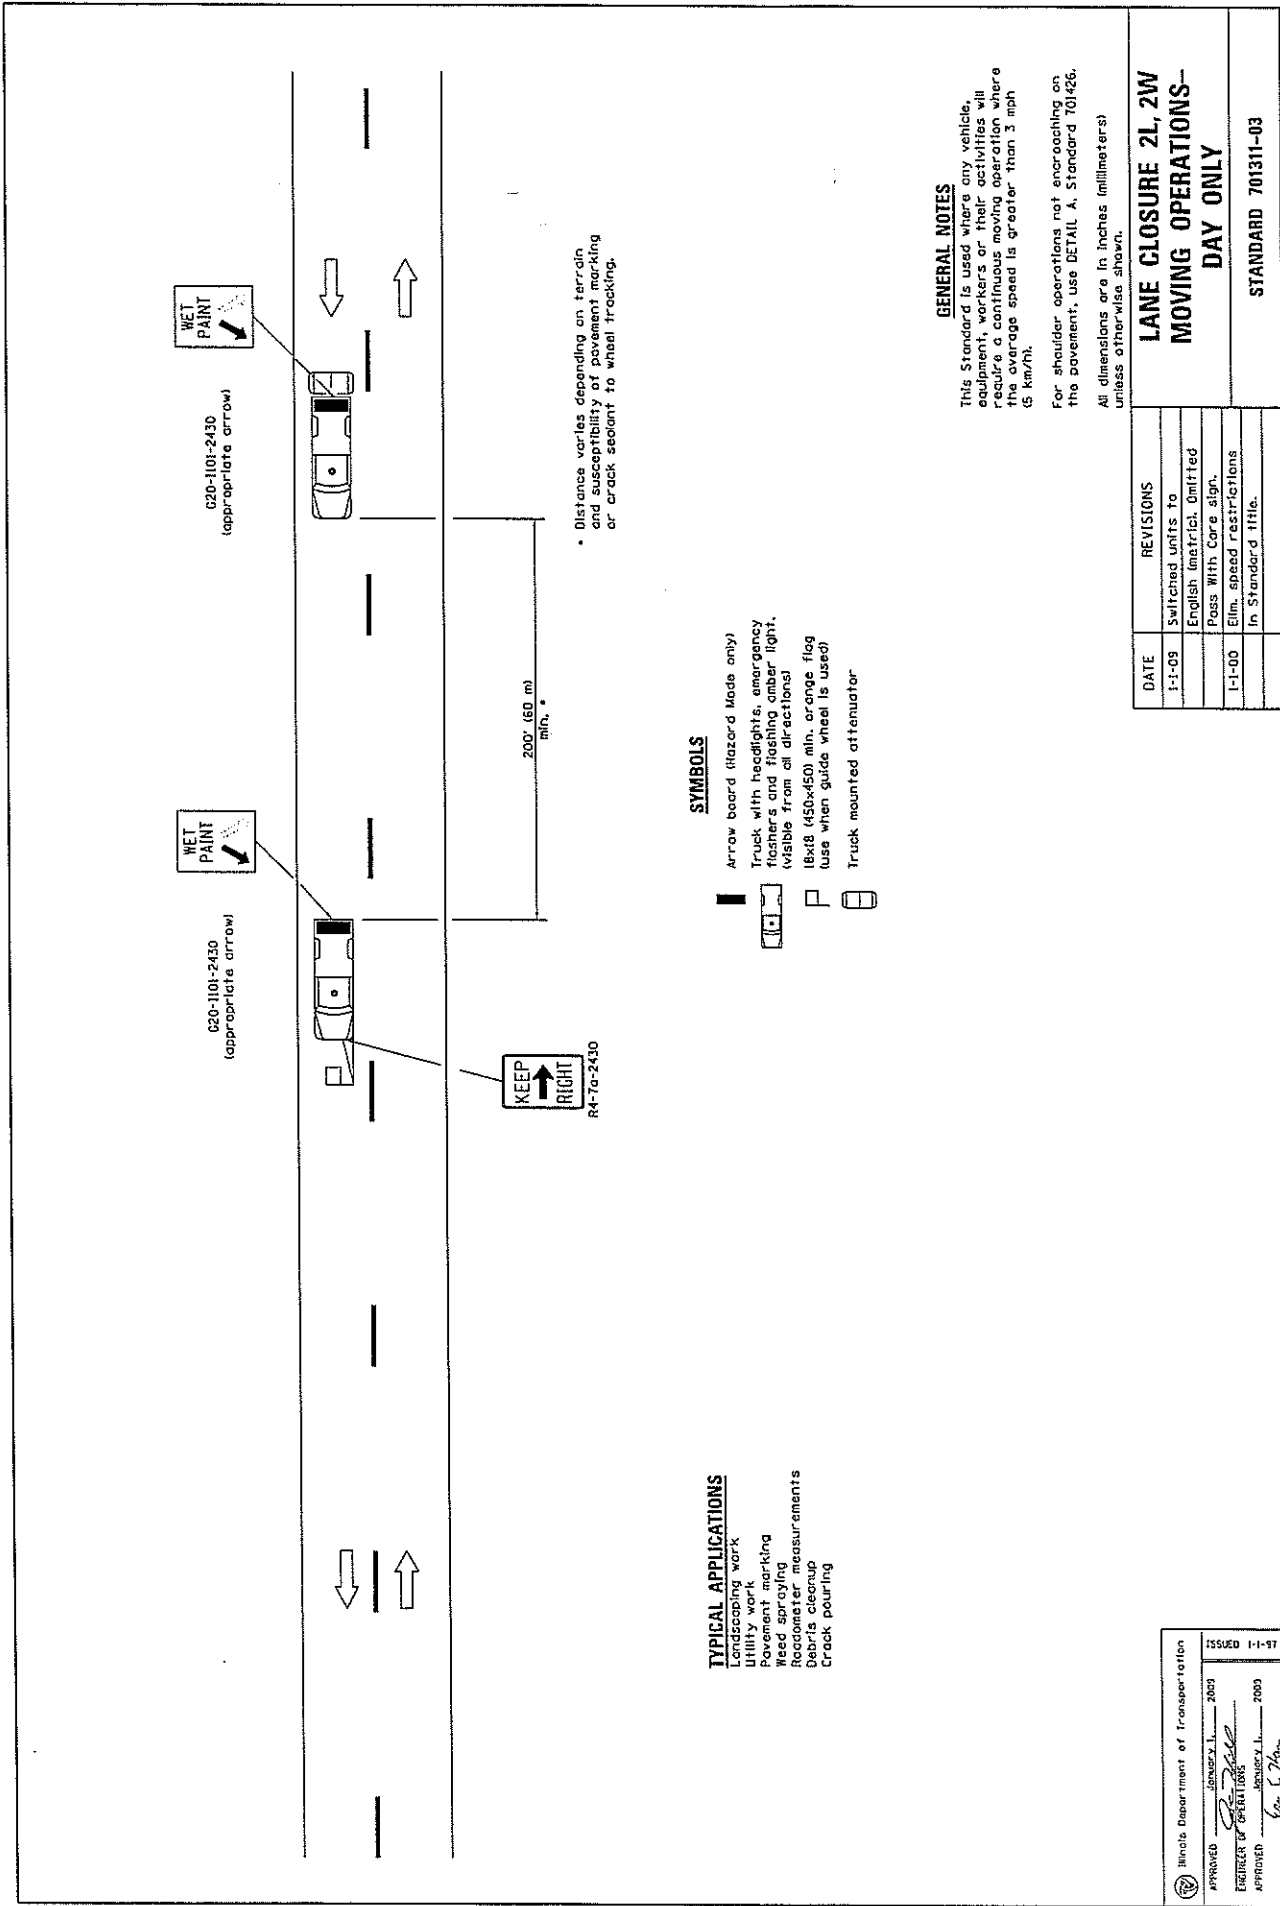 WET
PAINT
G20-1101-2430
(appropriate arrow)
WET
PAINT
G20-1101-2430
(appropriate arrow)
KEEP
RIGHT
R4-7a-2430
200' (60 m)
min. *
* Distance varies depending on terrain
and susceptibility of pavement marking
or crack sealant to wheel tracking.
TYPICAL APPLICATIONS
Landscaping work
Utility work
Pavement marking
Weed spraying
Roadometer measurements
Debris cleanup
Crack pouring
SYMBOLS
Arrow board (Hazard Mode only)
Truck with headlights, emergency
flashers and flashing amber light.
(visible from all directions)
18x18 (450x450) min. orange flag
(use when guide wheel is used)
Truck mounted attenuator
GENERAL NOTES
This Standard is used where any vehicle,
equipment, workers or their activities will
require a continuous moving operation where
the average speed is greater than 3 mph
(5 km/h).
For shoulder operations not encroaching on
the pavement, use DETAIL A, Standard 701426.
All dimensions are in inches (millimeters)
unless otherwise shown.
Illinois Department of Transportation
APPROVED January 1, 2009
ENGINEER OF OPERATIONS
APPROVED January 1, 2009
ISSUED 1-1-97
DATE REVISIONS
1-1-09 Switched units to
English (metric). Omitted
Pass With Care sign.
1-1-00 Elim. speed restrictions
in Standard title.
LANE CLOSURE 2L, 2W
MOVING OPERATIONS–
DAY ONLY
STANDARD 701311-03